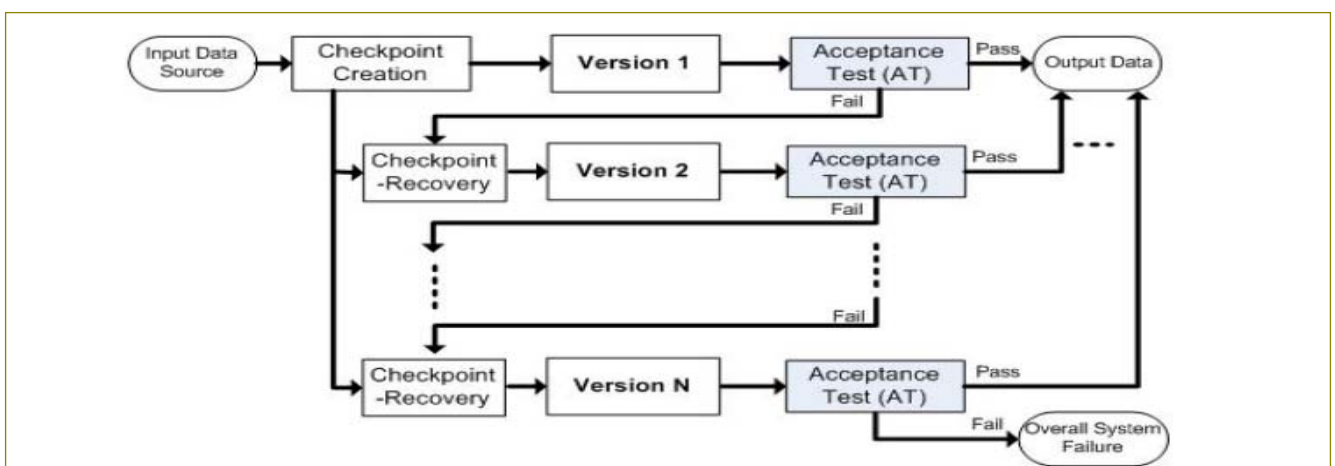 Input Data
Source
Checkpoint
Creation
Version 1
Acceptance
Test (AT)
Pass
Output Data
Fail
Checkpoint
-Recovery
Version 2
Acceptance
Test (AT)
Pass
Fail
Fail
Checkpoint
-Recovery
Version N
Acceptance
Test (AT)
Pass
Fail
Overall System
Failure